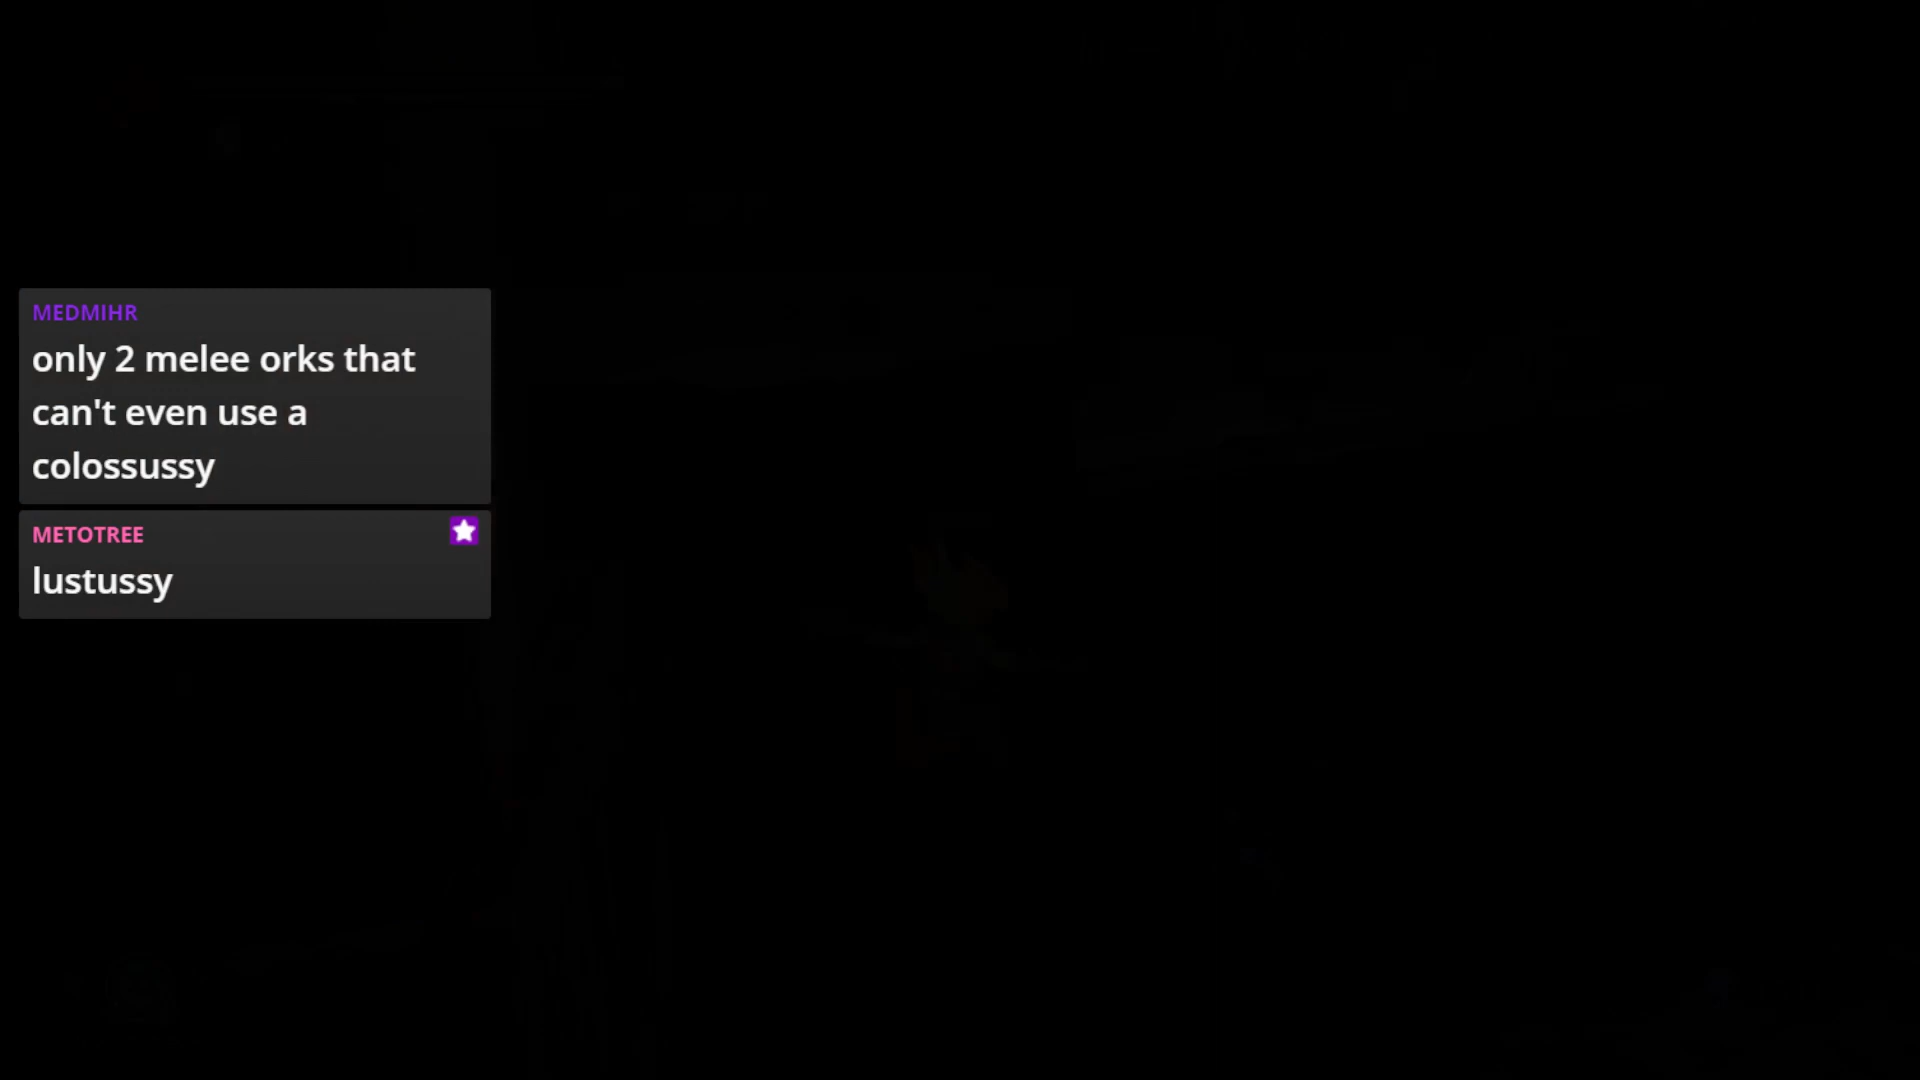 MEDMIHR
only 2 melee orks that
can't even use a
colossussy
METOTREE
lustussy